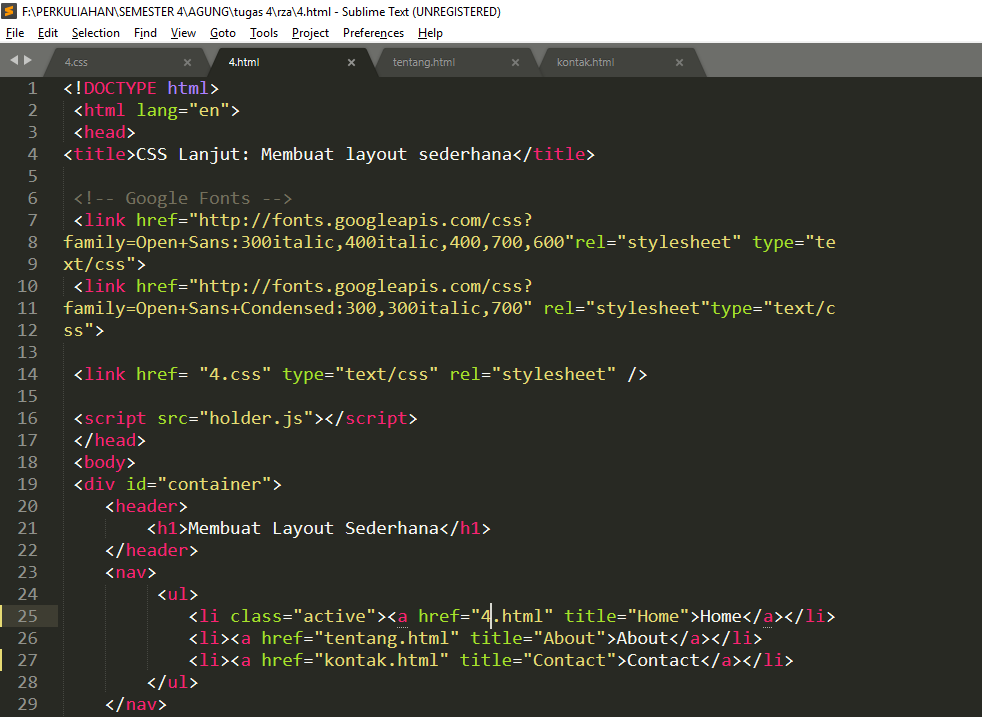 F:\PERKULIAHAN\SEMESTER 4\AGUNG\tugas 4\rza\4.html - Sublime Text (UNREGISTERED)
File Edit Selection Find View Goto Tools Project Preferences Help
4.css 4.html tentang.html kontak.html
1 <!DOCTYPE html>
2 <html lang="en">
3 <head>
4 <title>CSS Lanjut: Membuat layout sederhana</title>
5
6 <!-- Google Fonts -->
7 <link href="http://fonts.googleapis.com/css?
8 family=Open+Sans:300italic,400italic,400,700,600"rel="stylesheet" type="te
9 xt/css">
10 <link href="http://fonts.googleapis.com/css?
11 family=Open+Sans+Condensed:300,300italic,700" rel="stylesheet"type="text/c
12 ss">
13
14 <link href= "4.css" type="text/css" rel="stylesheet" />
15
16 <script src="holder.js"></script>
17 </head>
18 <body>
19 <div id="container">
20 <header>
21 <h1>Membuat Layout Sederhana</h1>
22 </header>
23 <nav>
24 <ul>
25 <li class="active"><a href="4.html" title="Home">Home</a></li>
26 <li><a href="tentang.html" title="About">About</a></li>
27 <li><a href="kontak.html" title="Contact">Contact</a></li>
28 </ul>
29 </nav>